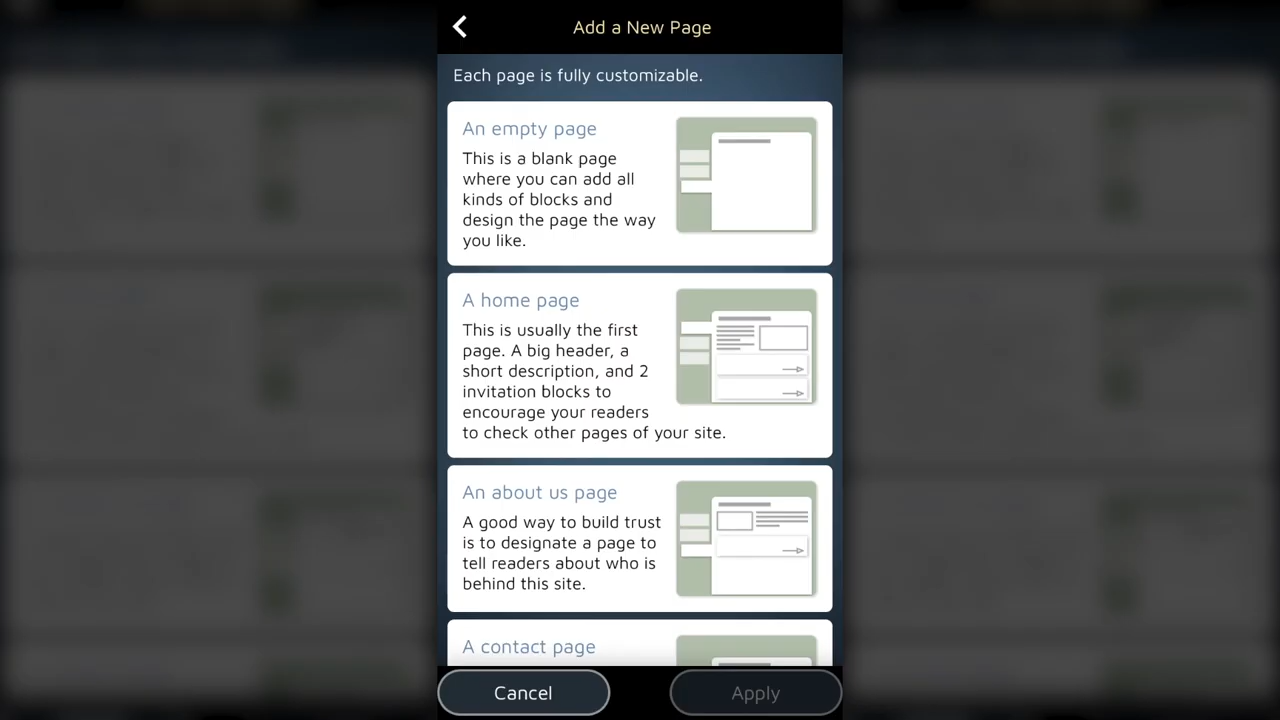 Add a New Page
Each page is fully customizable.
An empty page
This is a blank page
where you can add all
kinds of blocks and
design the page the way
you like.
A home page
This is usually the first
page. A big header, a
short description, and 2
invitation blocks to
encourage your readers
to check other pages of your site.
An about us page
A good way to build trust
is to designate a page to
tell readers about who is
behind this site.
A contact page
Cancel
Apply